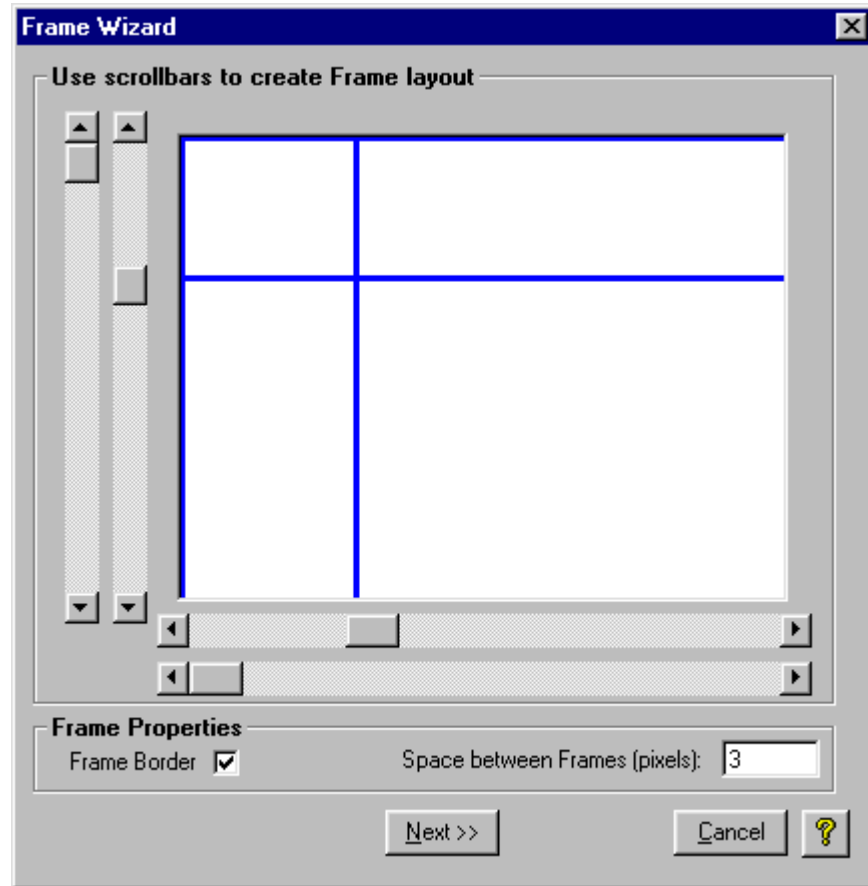 Frame Wizard
Use scrollbars to create Frame layout
Frame Properties
Frame Border
Space between Frames (pixels): 3
Next >>
Cancel
?